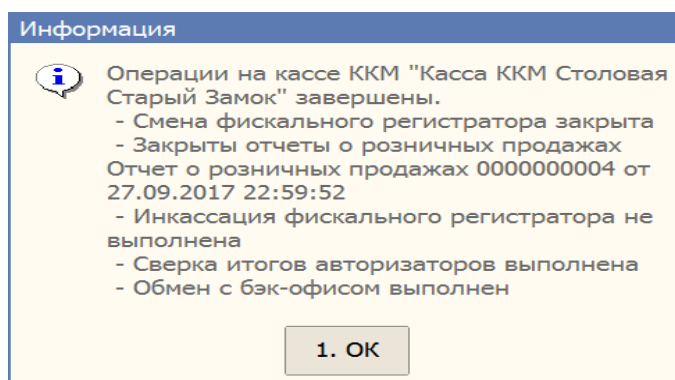 Информация
Операции на кассе ККМ "Касса ККМ Столовая
Старый Замок" завершены.
- Смена фискального регистратора закрыта
- Закрыты отчеты о розничных продажах
Отчет о розничных продажах 0000000004 от
27.09.2017 22:59:52
- Инкассация фискального регистратора не
выполнена
- Сверка итогов авторизаторов выполнена
- Обмен с бэк-офисом выполнен
1. ОК